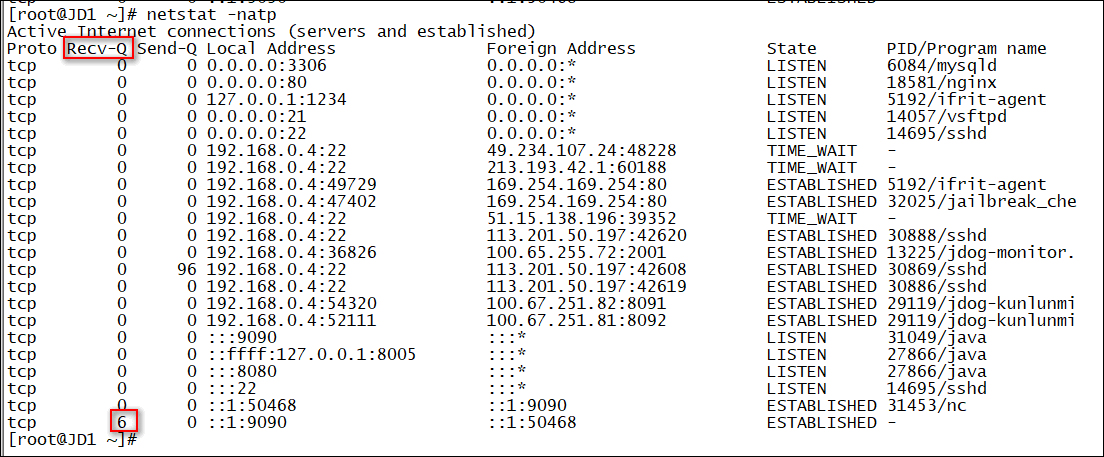 [root@JD1 ~]# netstat -natp
Active Internet connections (servers and established)
Proto Recv-Q Send-Q Local Address Foreign Address State PID/Program name
tcp 0 0 0.0.0.0:3306 0.0.0.0:* LISTEN 6084/mysqld
tcp 0 0 0.0.0.0:80 0.0.0.0:* LISTEN 18581/nginx
tcp 0 0 127.0.0.1:1234 0.0.0.0:* LISTEN 5192/ifrit-agent
tcp 0 0 0.0.0.0:21 0.0.0.0:* LISTEN 14057/vsftpd
tcp 0 0 0.0.0.0:22 0.0.0.0:* LISTEN 14695/sshd
tcp 0 0 192.168.0.4:22 49.234.107.24:48228 TIME_WAIT -
tcp 0 0 192.168.0.4:22 213.193.42.1:60188 TIME_WAIT -
tcp 0 0 192.168.0.4:49729 169.254.169.254:80 ESTABLISHED 5192/ifrit-agent
tcp 0 0 192.168.0.4:47402 169.254.169.254:80 ESTABLISHED 32025/jailbreak_che
tcp 0 0 192.168.0.4:22 51.15.138.196:39352 TIME_WAIT -
tcp 0 0 192.168.0.4:22 113.201.50.197:42620 ESTABLISHED 30888/sshd
tcp 0 0 192.168.0.4:36826 100.65.255.72:2001 ESTABLISHED 13225/jdog-monitor.
tcp 0 96 192.168.0.4:22 113.201.50.197:42608 ESTABLISHED 30869/sshd
tcp 0 0 192.168.0.4:22 113.201.50.197:42619 ESTABLISHED 30886/sshd
tcp 0 0 192.168.0.4:54320 100.67.251.82:8091 ESTABLISHED 29119/jdog-kunlunmi
tcp 0 0 192.168.0.4:52111 100.67.251.81:8092 ESTABLISHED 29119/jdog-kunlunmi
tcp 0 0 :::9090 :::* LISTEN 31049/java
tcp 0 0 ::ffff:127.0.0.1:8005 :::* LISTEN 27866/java
tcp 0 0 :::8080 :::* LISTEN 27866/java
tcp 0 0 :::22 :::* LISTEN 14695/sshd
tcp 0 0 ::1:50468 ::1:9090 ESTABLISHED 31453/nc
tcp 6 0 ::1:9090 ::1:50468 ESTABLISHED -
[root@JD1 ~]#